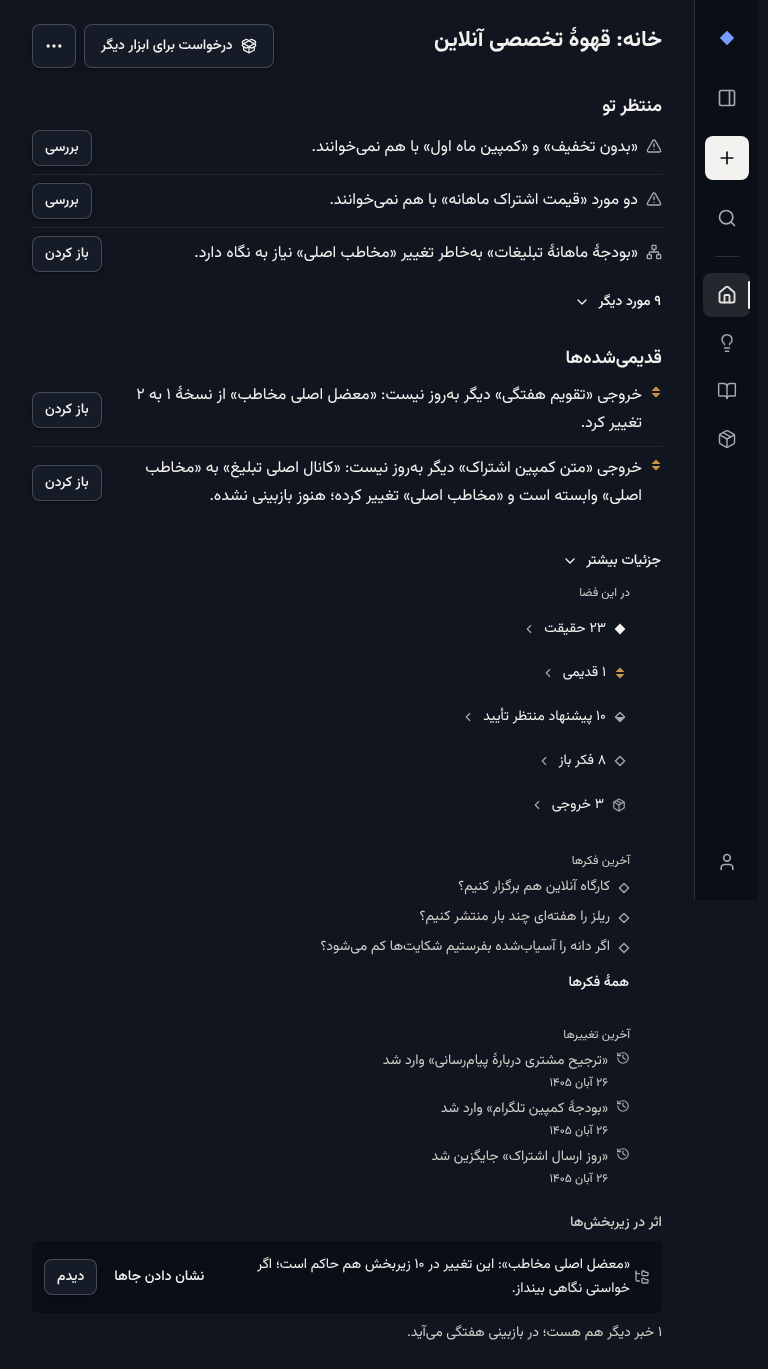 خانه: قهوهٔ تخصصی آنلاین
درخواست برای ابزار دیگر
منتظر تو
«بدون تخفیف» و «کمپین ماه اول» با هم نمی‌خوانند.
بررسی
دو مورد «قیمت اشتراک ماهانه» با هم نمی‌خوانند.
بررسی
«بودجهٔ ماهانهٔ تبلیغات» به‌خاطر تغییر «مخاطب اصلی» نیاز به نگاه دارد.
باز کردن
۹ مورد دیگر
قدیمی‌شده‌ها
خروجی «تقویم هفتگی» دیگر به‌روز نیست: «معضل اصلی مخاطب» از نسخهٔ ۱ به ۲
تغییر کرد.
باز کردن
خروجی «متن کمپین اشتراک» دیگر به‌روز نیست: «کانال اصلی تبلیغ» به «مخاطب
اصلی» وابسته است و «مخاطب اصلی» تغییر کرده؛ هنوز بازبینی نشده.
باز کردن
جزئیات بیشتر
در این فضا
۲۳ حقیقت
۱ قدیمی
۱۰ پیشنهاد منتظر تأیید
۸ فکر باز
۳ خروجی
آخرین فکرها
کارگاه آنلاین هم برگزار کنیم؟
ریلز را هفته‌ای چند بار منتشر کنیم؟
اگر دانه را آسیاب‌شده بفرستیم شکایت‌ها کم می‌شود؟
همهٔ فکرها
آخرین تغییرها
«ترجیح مشتری دربارهٔ پیام‌رسانی» وارد شد
۲۶ آبان ۱۴۰۵
«بودجهٔ کمپین تلگرام» وارد شد
۲۶ آبان ۱۴۰۵
«روز ارسال اشتراک» جایگزین شد
۲۶ آبان ۱۴۰۵
اثر در زیربخش‌ها
«معضل اصلی مخاطب»: این تغییر در ۱۰ زیربخش هم حاکم است؛ اگر
خواستی نگاهی بینداز.
نشان دادن جاها
دیدم
۱ خبر دیگر هم هست؛ در بازبینی هفتگی می‌آید.